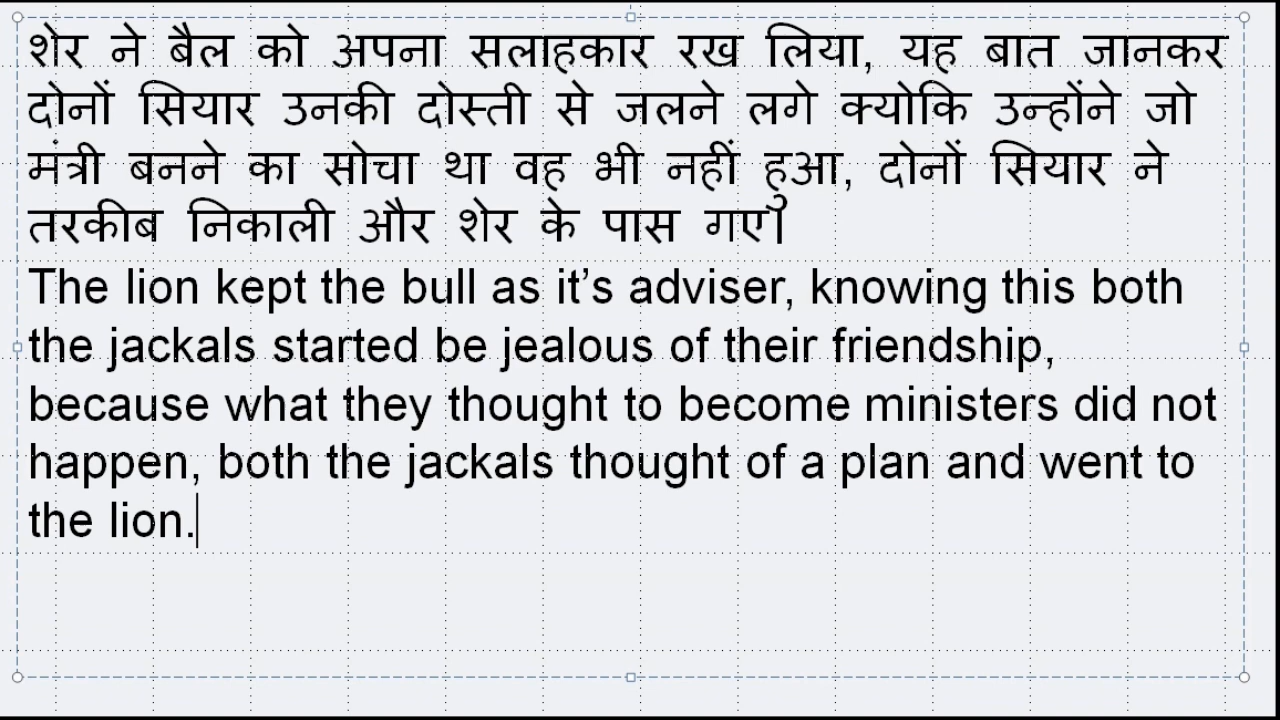 शेर ने बैल को अपना सलाहकार रख लिया, यह बात जानकर
दोनों सियार उनकी दोस्ती से जलने लगे क्योकि उन्होंने जो
मंत्री बनने का सोचा था वह भी नहीं हुआ, दोनों सियार ने
तरकीब निकाली और शेर के पास गए।
The lion kept the bull as it’s adviser, knowing this both
the jackals started be jealous of their friendship,
because what they thought to become ministers did not
happen, both the jackals thought of a plan and went to
the lion.